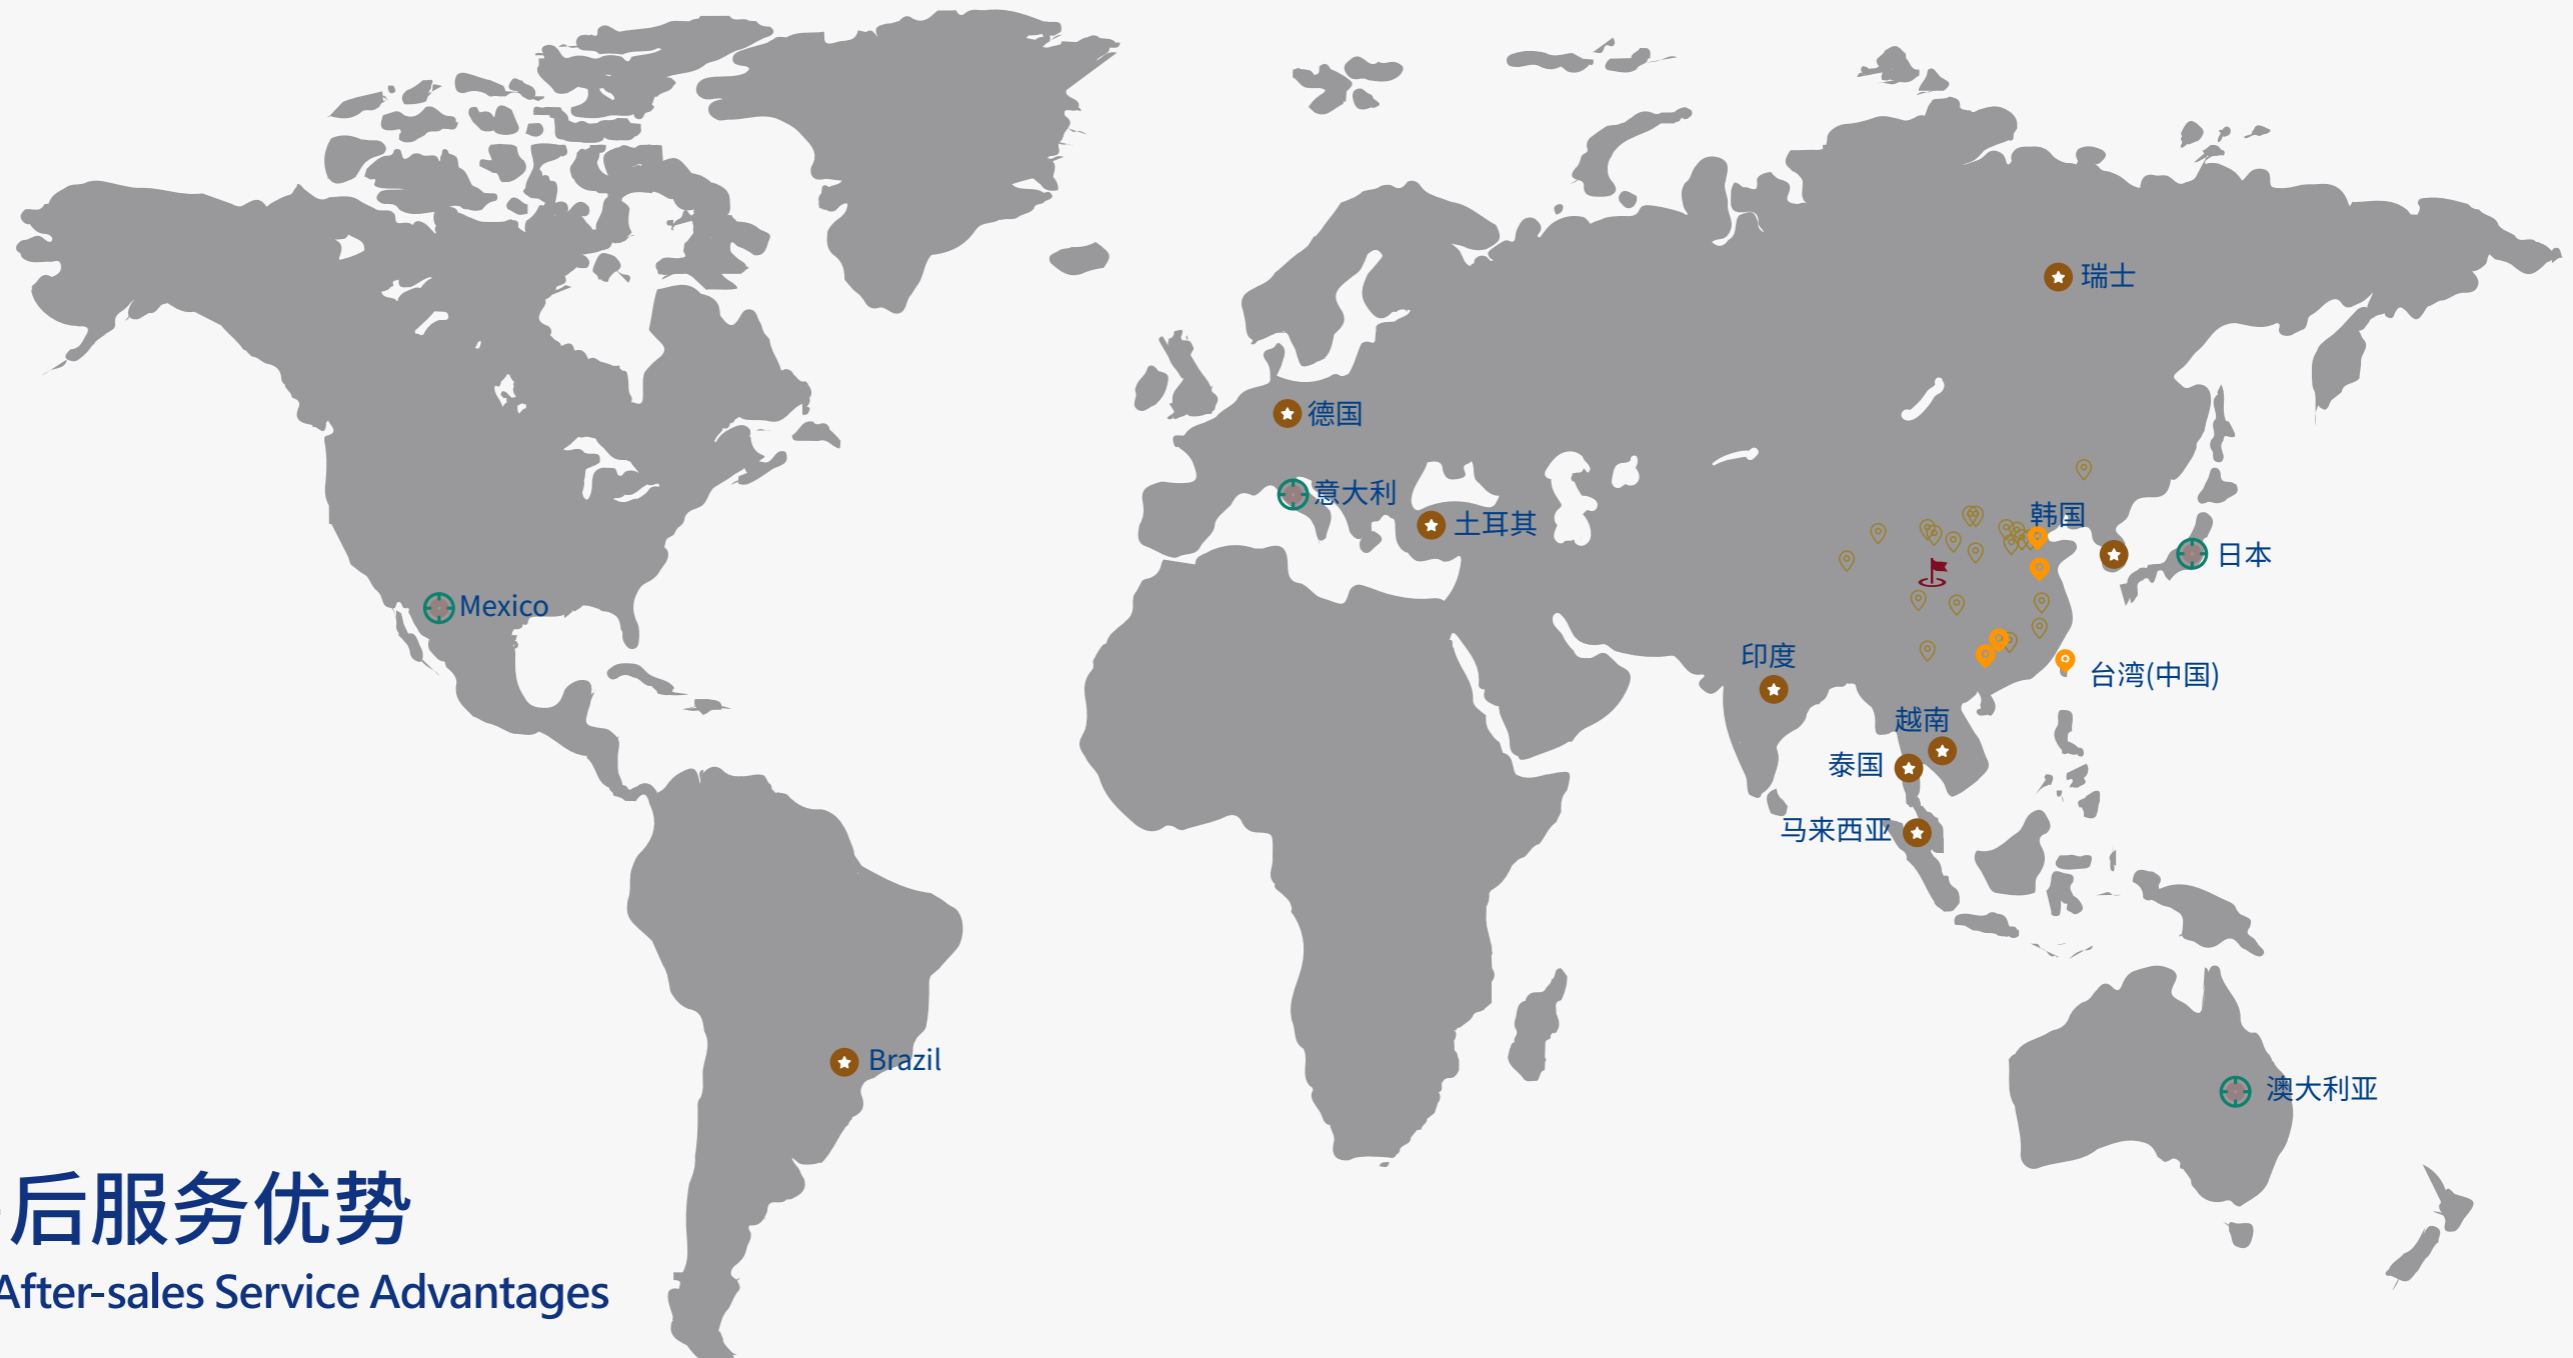 瑞士
德国
意大利
土耳其
韩国
日本
Mexico
印度
台湾(中国)
越南
泰国
马来西亚
Brazil
澳大利亚
后服务优势
After-sales Service Advantages